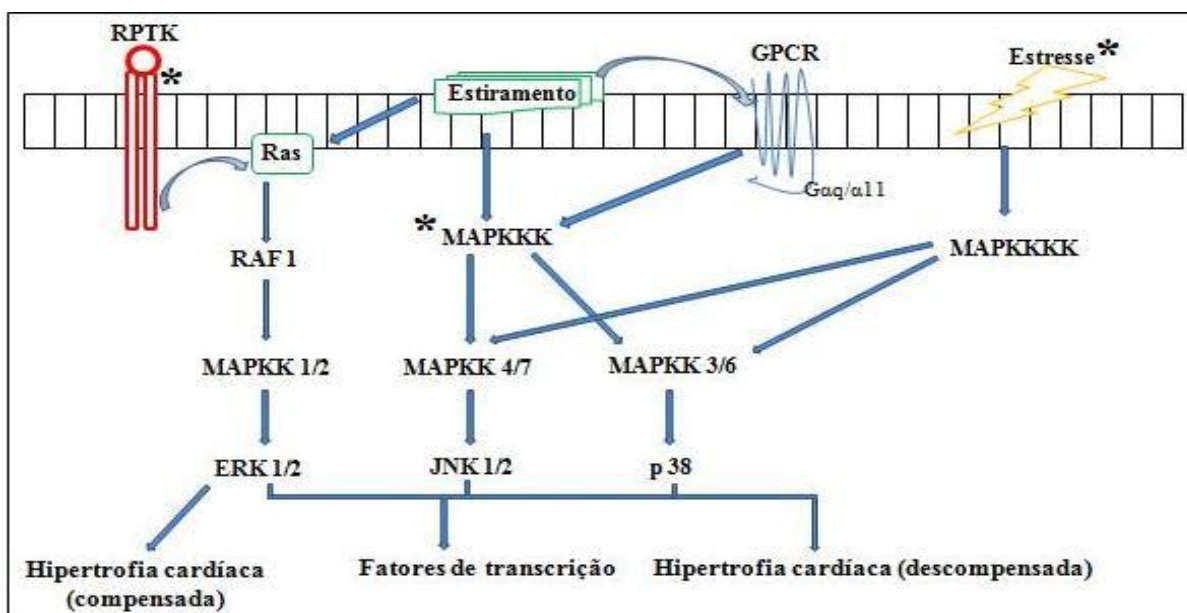 RPTK
*
Estiramento
GPCR
Estresse*
Ras
Gαq/α11
* MAPKKK
MAPKKKK
RAF 1
MAPKK 1/2
MAPKK 4/7
MAPKK 3/6
ERK 1/2
JNK 1/2
p 38
Hipertrofia cardíaca
(compensada)
Fatores de transcrição
Hipertrofia cardíaca (descompensada)